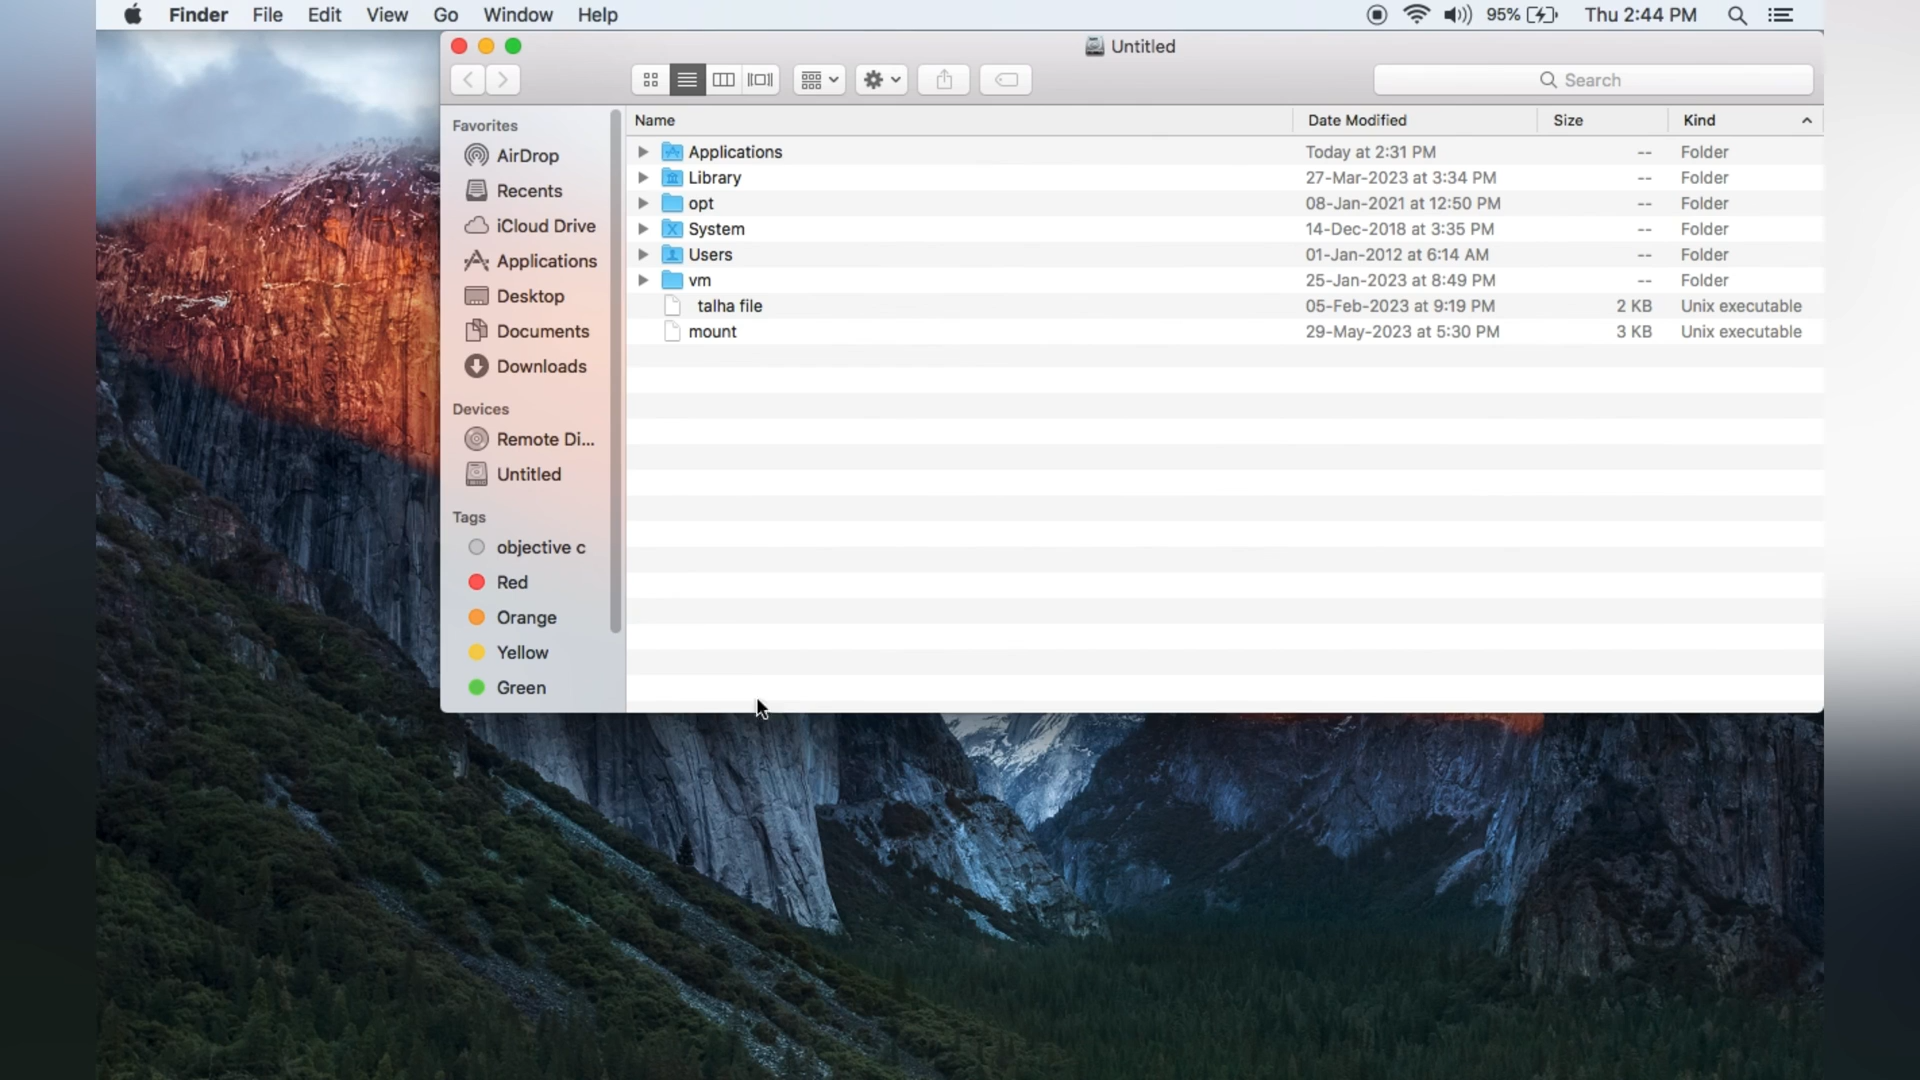 Finder File Edit View Go Window Help 95% Thu 2:44 PM
Untitled
Search
Favorites
AirDrop
Recents
iCloud Drive
Applications
Desktop
Documents
Downloads
Devices
Remote Di...
Untitled
Tags
objective c
Red
Orange
Yellow
Green
Name Date Modified Size Kind
Applications Today at 2:31 PM -- Folder
Library 27-Mar-2023 at 3:34 PM -- Folder
opt 08-Jan-2021 at 12:50 PM -- Folder
System 14-Dec-2018 at 3:35 PM -- Folder
Users 01-Jan-2012 at 6:14 AM -- Folder
vm 25-Jan-2023 at 8:49 PM -- Folder
talha file 05-Feb-2023 at 9:19 PM 2 KB Unix executable
mount 29-May-2023 at 5:30 PM 3 KB Unix executable